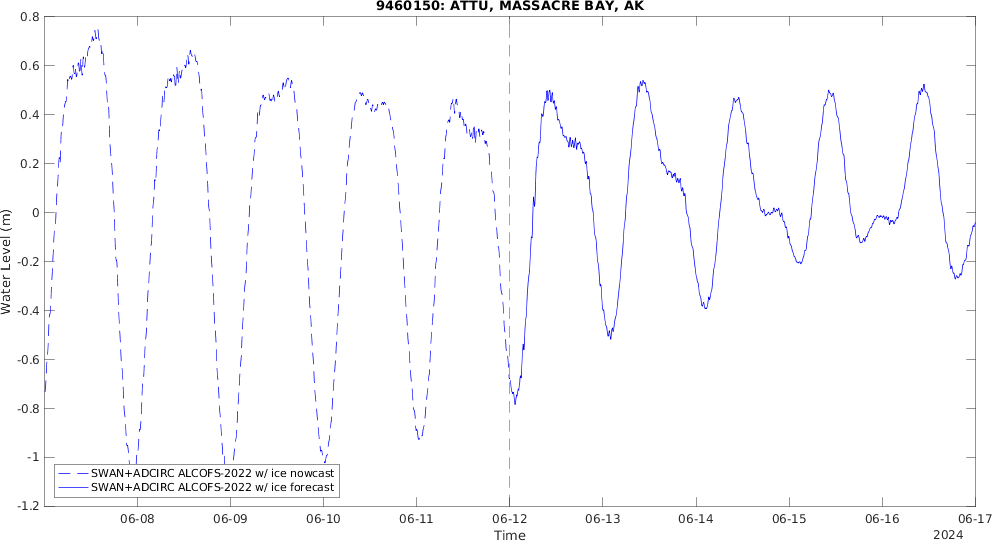 9460150: ATTU, MASSACRE BAY, AK
0.8
0.6
0.4
0.2
0
-0.2
-0.4
-0.6
-0.8
-1
-1.2
Water Level (m)
SWAN+ADCIRC ALCOFS-2022 w/ ice nowcast
SWAN+ADCIRC ALCOFS-2022 w/ ice forecast
06-08 06-09 06-10 06-11 06-12 06-13 06-14 06-15 06-16 06-17
Time
2024